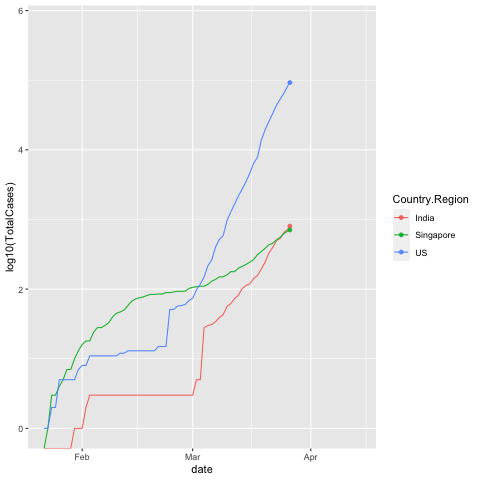 6
4
2
0
log10(TotalCases)
Feb
Mar
Apr
date
Country.Region
India
Singapore
US